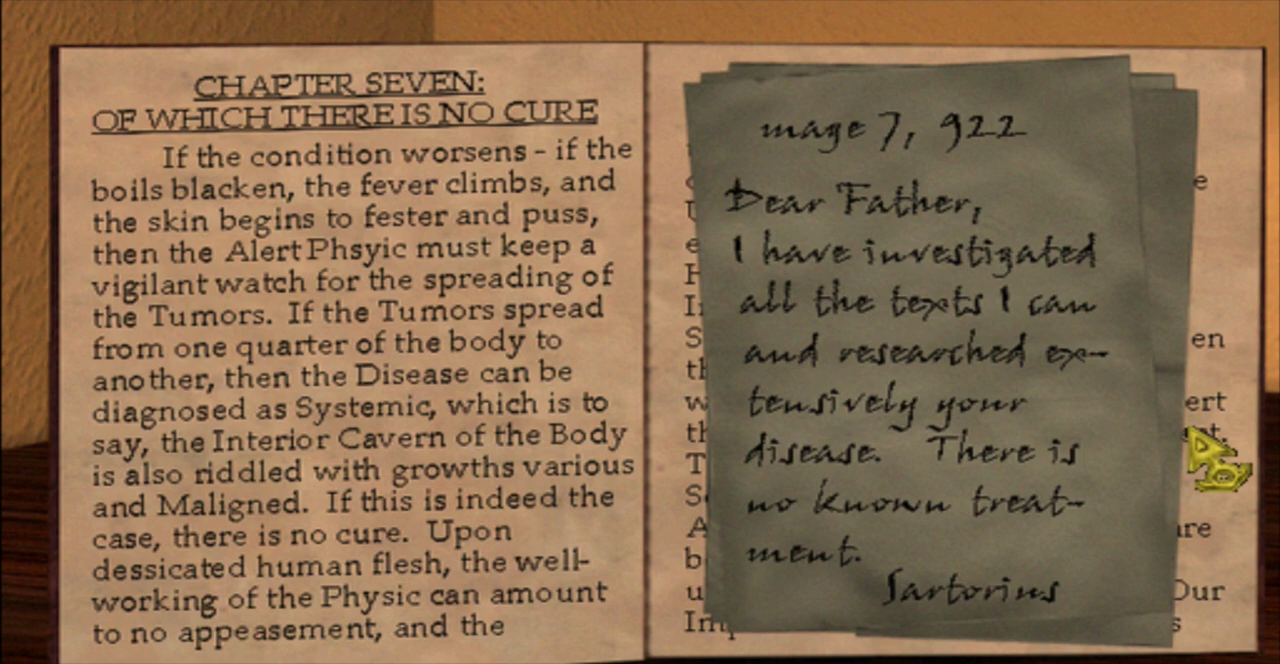 CHAPTER SEVEN:
OF WHICH THERE IS NO CURE
If the condition worsens - if the
boils blacken, the fever climbs, and
the skin begins to fester and puss,
then the Alert Phsyic must keep a
vigilant watch for the spreading of
the Tumors. If the Tumors spread
from one quarter of the body to
another, then the Disease can be
diagnosed as Systemic, which is to
say, the Interior Cavern of the Body
is also riddled with growths various
and Maligned. If this is indeed the
case, there is no cure. Upon
dessicated human flesh, the well-
working of the Physic can amount
to no appeasement, and the
mage 7, 922
Dear Father,
I have investigated
all the texts I can
and researched ex-
tensively your
disease. There is
no known treat-
ment.
Sartorius